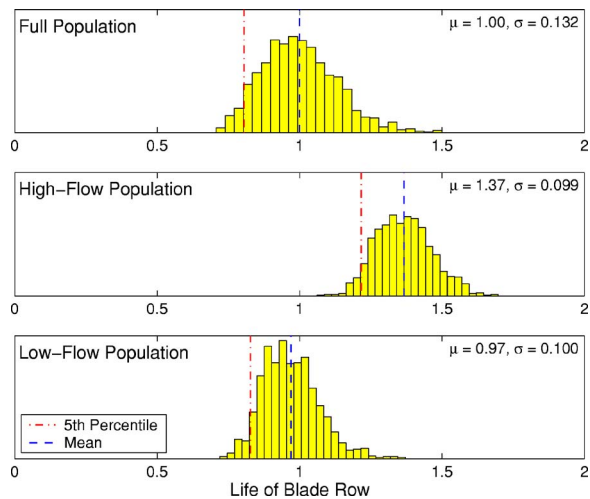 Full Population
μ = 1.00, σ = 0.132
0 0.5 1 1.5 2
High-Flow Population
μ = 1.37, σ = 0.099
0 0.5 1 1.5 2
Low-Flow Population
μ = 0.97, σ = 0.100
5th Percentile
Mean
0 0.5 1 1.5 2
Life of Blade Row